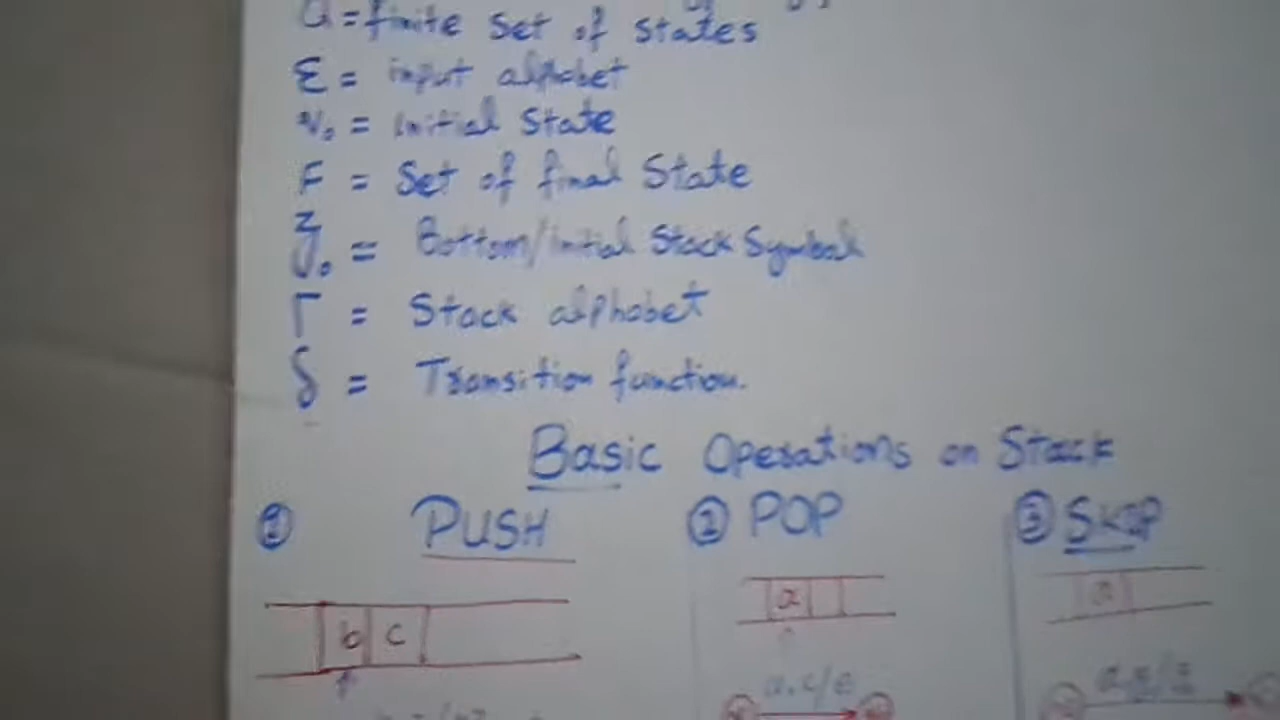 Q = finite Set of states
Σ = input alphabet
q₀ = initial State
F = Set of final State
z₀ = Bottom/initial Stack Symbol
Γ = Stack alphabet
δ = Transition function.
Basic Operations on Stack
① PUSH ② POP ③ SKIP
b c a a
a, c/ε